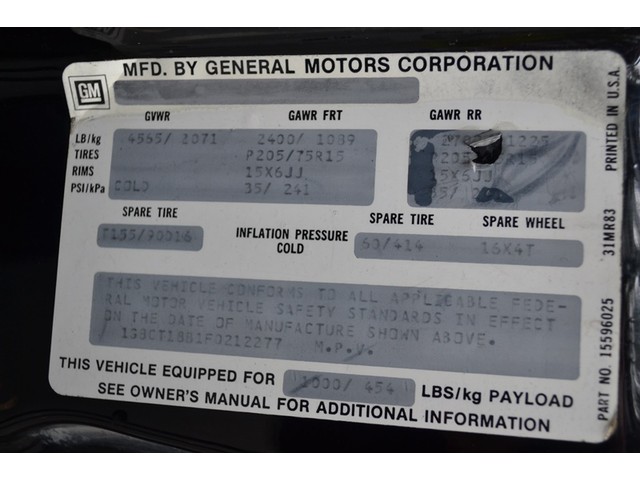 MFD. BY GENERAL MOTORS CORPORATION
GM
GVWR GAWR FRT GAWR RR
LB/kg 4565/ 2071 2400/ 1089 1225
TIRES P205/75R15
RIMS 15X6JJ 15X6JJ
PSI/kPa COLD 35/ 241 35/
SPARE TIRE SPARE TIRE SPARE WHEEL
T155/90D16 INFLATION PRESSURE COLD 60/414 16X4T
THIS VEHICLE CONFORMS TO ALL APPLICABLE FEDE-
RAL MOTOR VEHICLE SAFETY STANDARDS IN EFFECT
ON THE DATE OF MANUFACTURE SHOWN ABOVE.
1G8CT18B1F0212277 M.P.V.
THIS VEHICLE EQUIPPED FOR 1000/ 454 LBS/kg PAYLOAD
SEE OWNER'S MANUAL FOR ADDITIONAL INFORMATION
PART NO. 15596025 31MR83 PRINTED IN U.S.A.